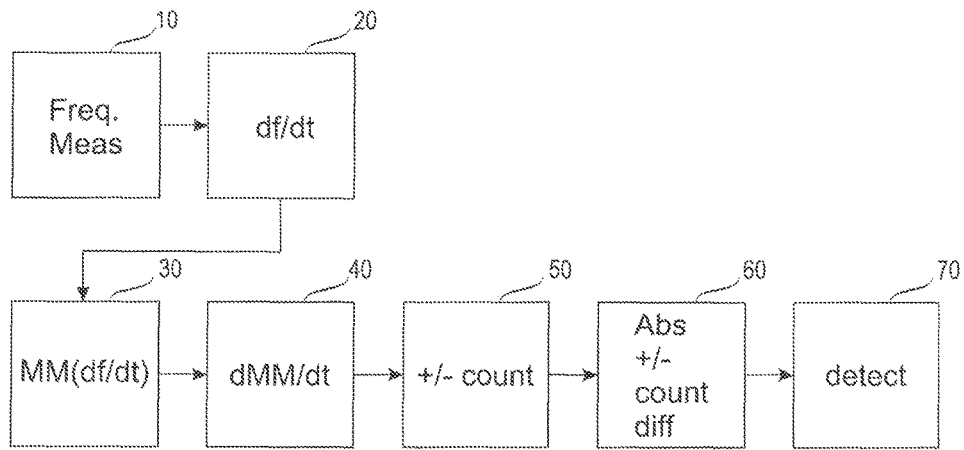 10
20
Freq.
Meas
df/dt
30
40
50
60
70
MM(df/dt)
dMM/dt
+/- count
Abs
+/-
count
diff
detect